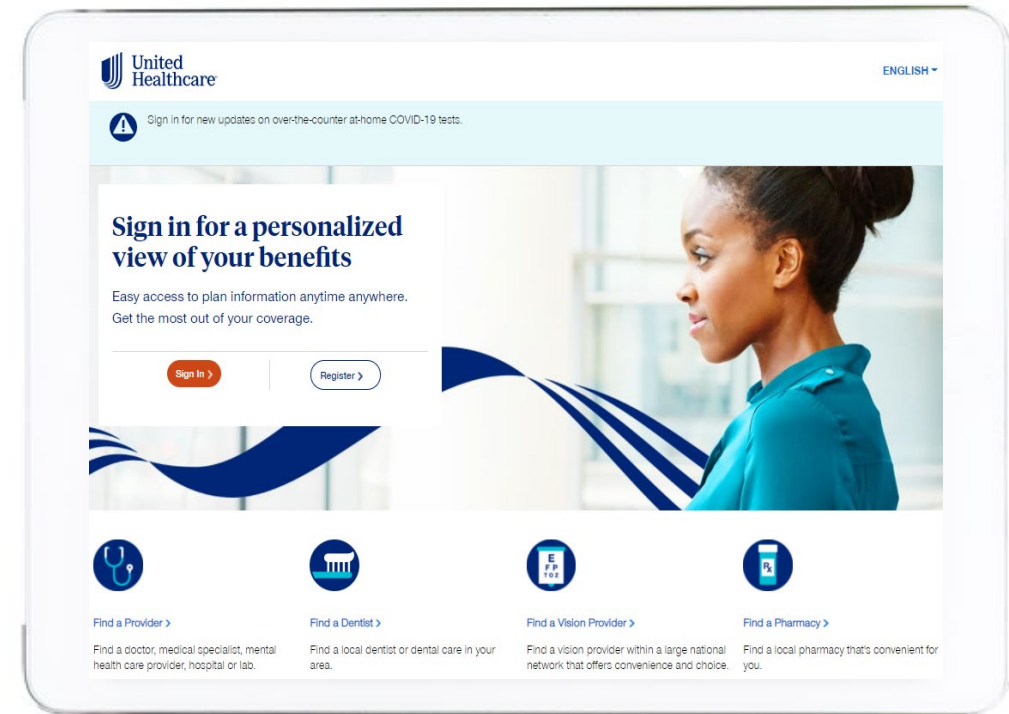 United
Healthcare
ENGLISH
Sign in for new updates on over-the-counter at-home COVID-19 tests.
Sign in for a personalized
view of your benefits
Easy access to plan information anytime anywhere.
Get the most out of your coverage.
Sign In
Register
E
F P
T O Z
Rx
Find a Provider
Find a Dentist
Find a Vision Provider
Find a Pharmacy
Find a doctor, medical specialist, mental
health care provider, hospital or lab.
Find a local dentist or dental care in your
area.
Find a vision provider within a large national
network that offers convenience and choice.
Find a local pharmacy that's convenient for
you.